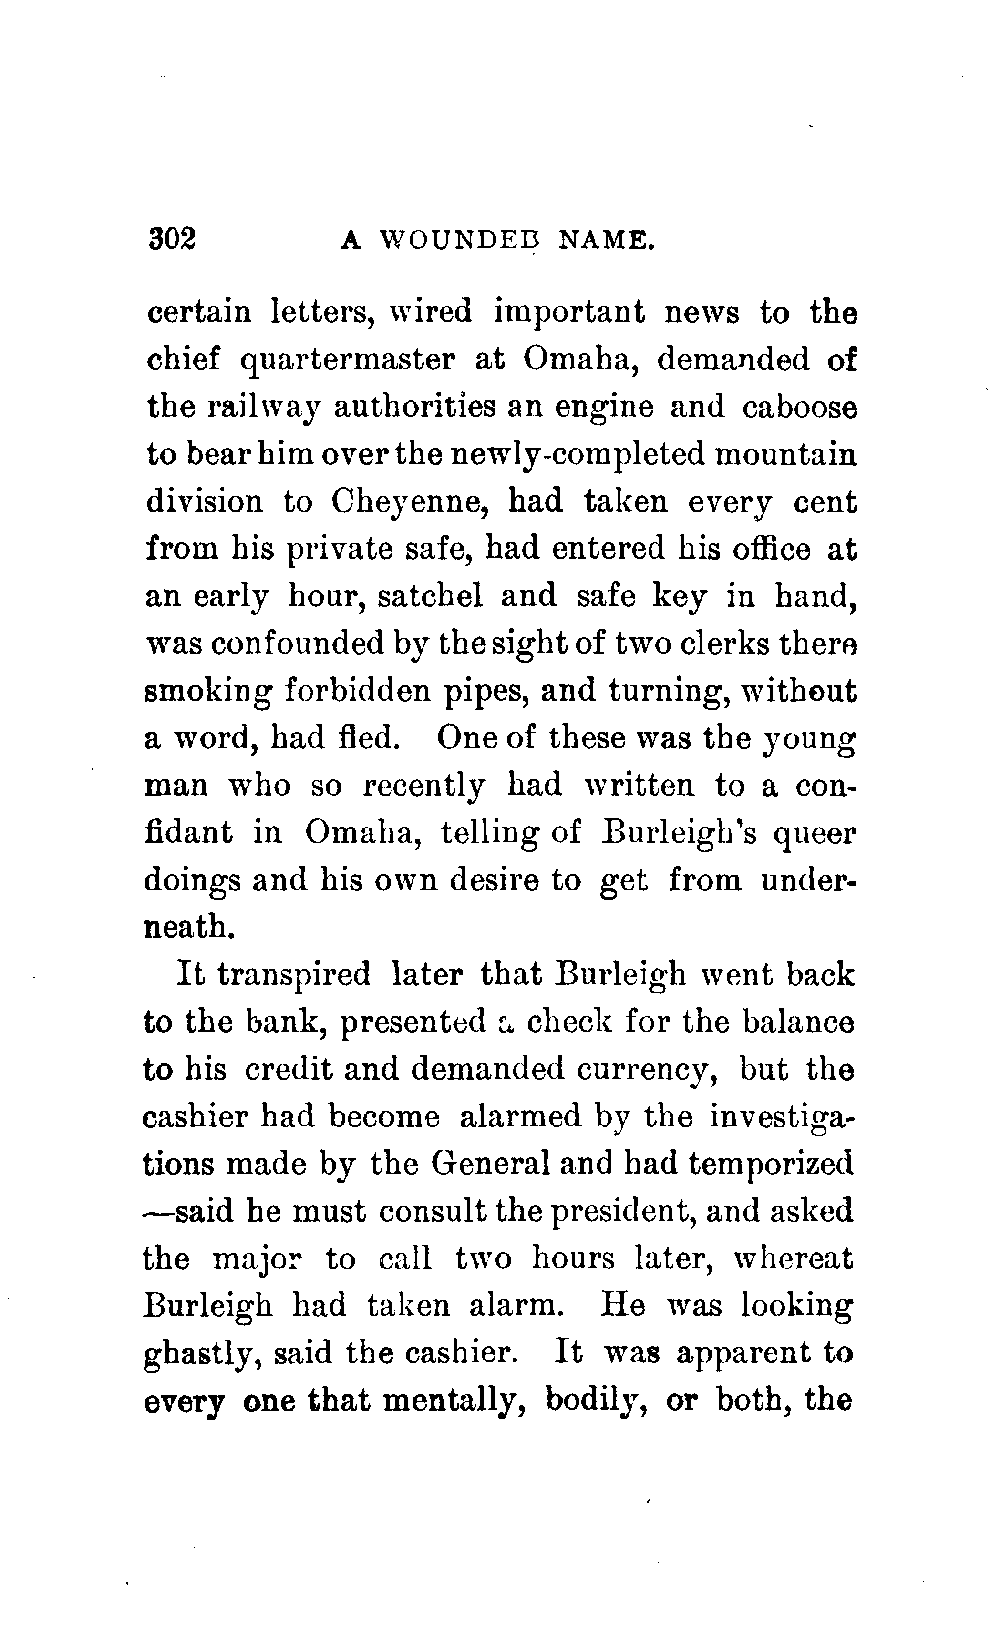 302 A WOUNDED NAME.
certain letters, wired important news to the
chief quartermaster at Omaha, demanded of
the railway authorities an engine and caboose
to bear him over the newly-completed mountain
division to Cheyenne, had taken every cent
from his private safe, had entered his office at
an early hour, satchel and safe key in hand,
was confounded by the sight of two clerks there
smoking forbidden pipes, and turning, without
a word, had fled. One of these was the young
man who so recently had written to a con-
fidant in Omaha, telling of Burleigh's queer
doings and his own desire to get from under-
neath.
It transpired later that Burleigh went back
to the bank, presented a check for the balance
to his credit and demanded currency, but the
cashier had become alarmed by the investiga-
tions made by the General and had temporized
—said he must consult the president, and asked
the major to call two hours later, whereat
Burleigh had taken alarm. He was looking
ghastly, said the cashier. It was apparent to
every one that mentally, bodily, or both, the